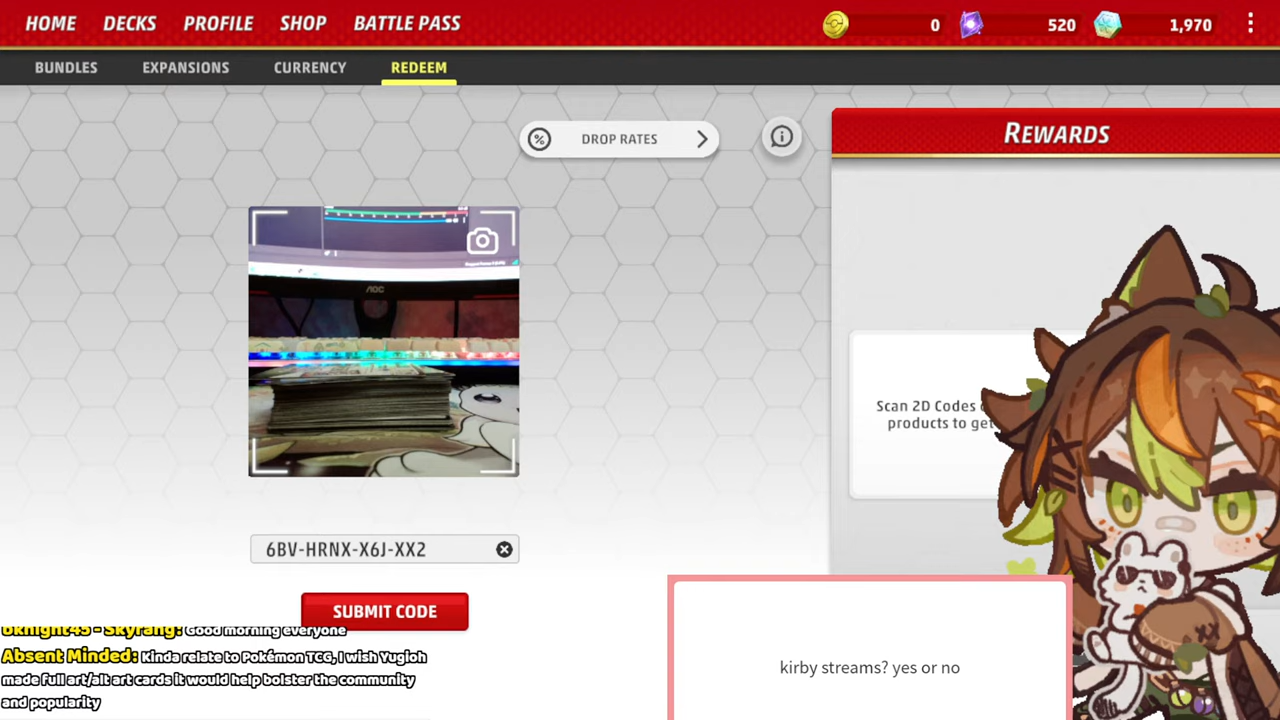 HOME DECKS PROFILE SHOP BATTLE PASS 0 520 1,970
BUNDLES EXPANSIONS CURRENCY REDEEM
% DROP RATES
REWARDS
AOC
Scan 2D Codes
products to get
6BV-HRNX-X6J-XX2
SUBMIT CODE
Skyfang: Good morning everyone
Absent Minded: Kinda relate to Pokémon TCG, I wish Yugioh
made full art/alt art cards it would help bolster the community
and popularity
kirby streams? yes or no